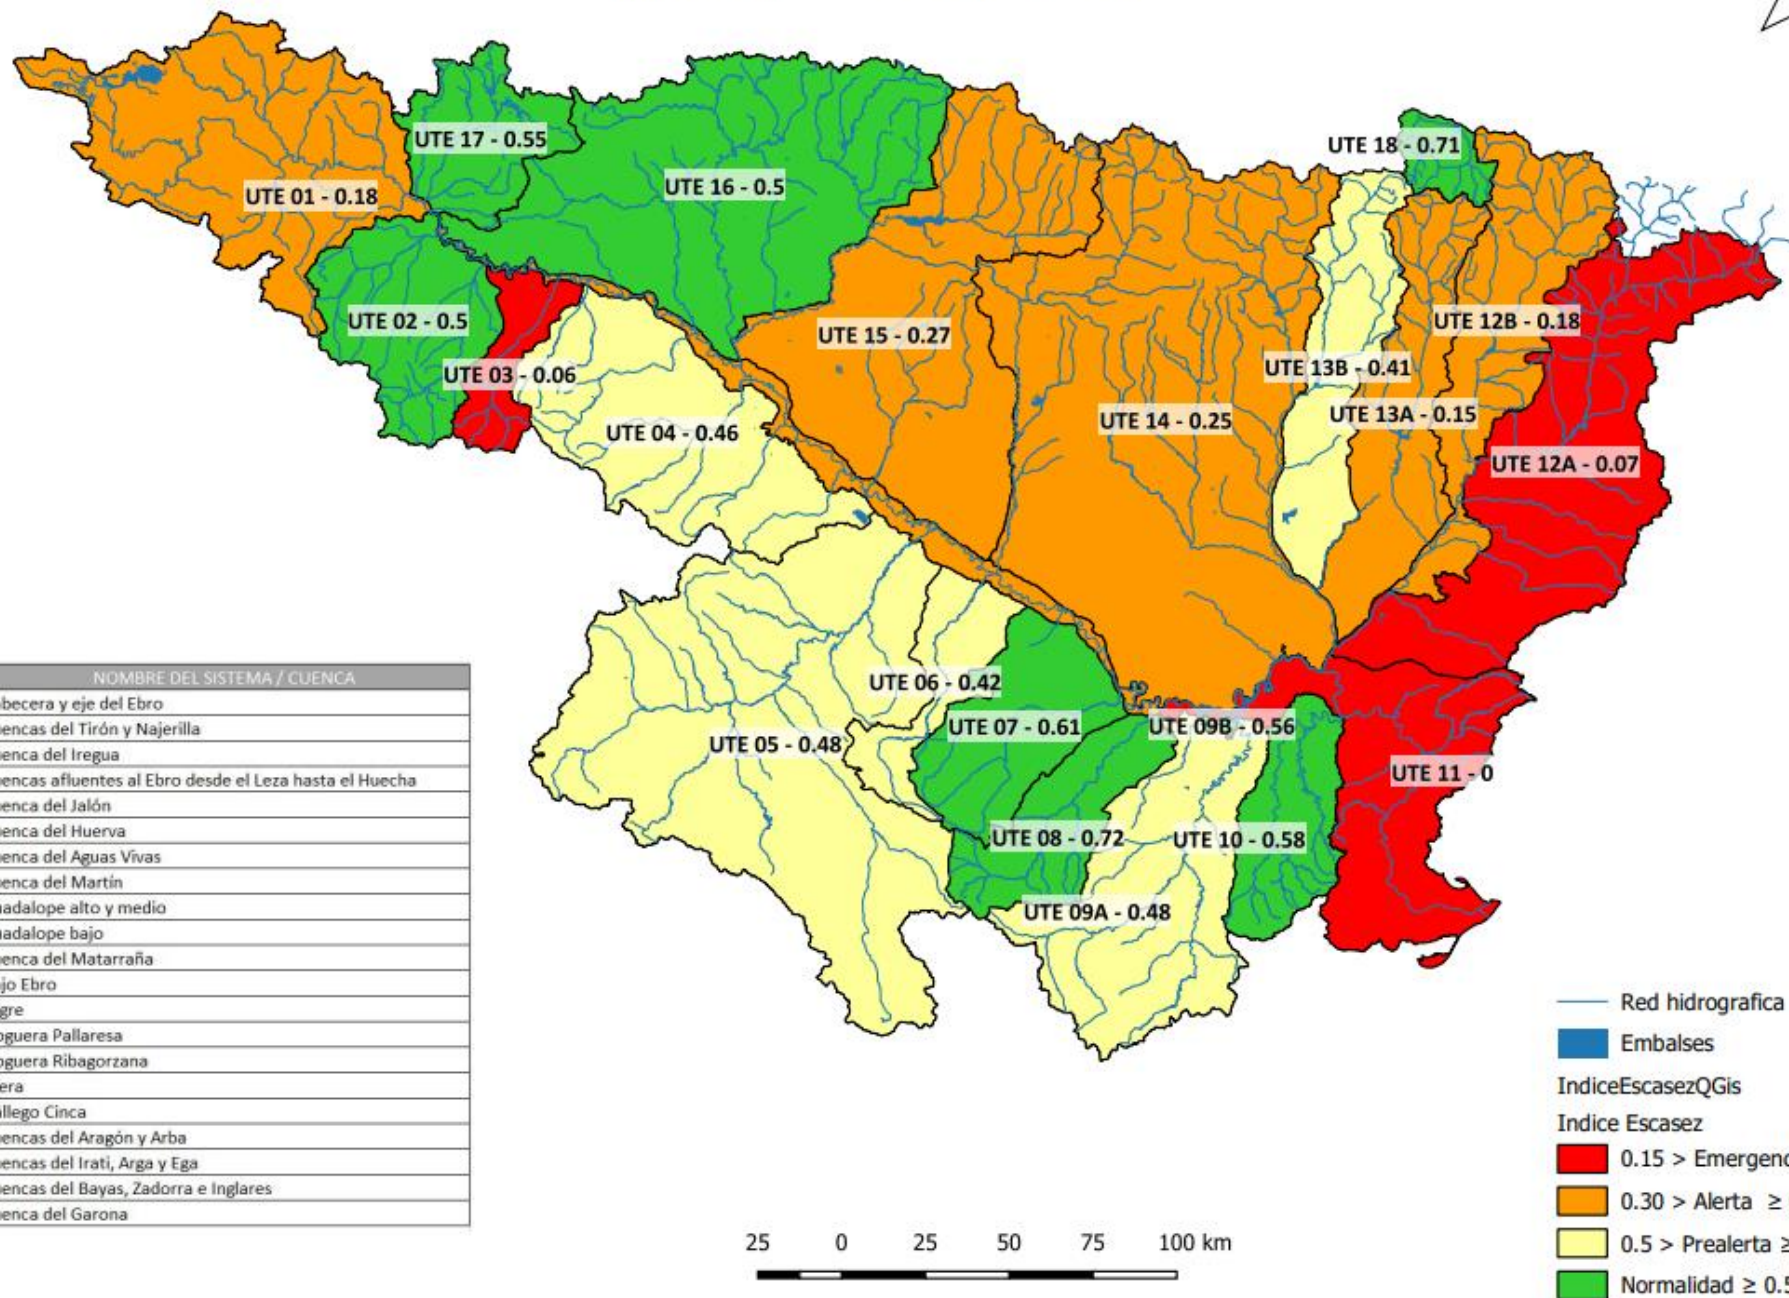 UTE 18 - 0.71
UTE 17 - 0.55
UTE 16 - 0.5
UTE 01 - 0.18
UTE 02 - 0.5
UTE 15 - 0.27
UTE 12B - 0.18
UTE 03 - 0.06
UTE 13B - 0.41
UTE 13A - 0.15
UTE 04 - 0.46
UTE 14 - 0.25
UTE 12A - 0.07
UTE 06 - 0.42
UTE 07 - 0.61
UTE 09B - 0.56
UTE 05 - 0.48
UTE 11 - 0
UTE 08 - 0.72
UTE 10 - 0.58
UTE 09A - 0.48
NOMBRE DEL SISTEMA / CUENCA
becera y eje del Ebro
encas del Tirón y Najerilla
enca del Iregua
encas afluentes al Ebro desde el Leza hasta el Huecha
enca del Jalón
enca del Huerva
enca del Aguas Vivas
enca del Martín
adalope alto y medio
adalope bajo
enca del Matarraña
jo Ebro
gre
oguera Pallaresa
oguera Ribagorzana
era
llego Cinca
encas del Aragón y Arba
encas del Irati, Arga y Ega
encas del Bayas, Zadorra e Inglares
enca del Garona
Red hidrografica
Embalses
IndiceEscasezQGis
Indice Escasez
0.15 > Emergenc
0.30 > Alerta ≥
0.5 > Prealerta ≥
Normalidad ≥ 0.5
25 0 25 50 75 100 km